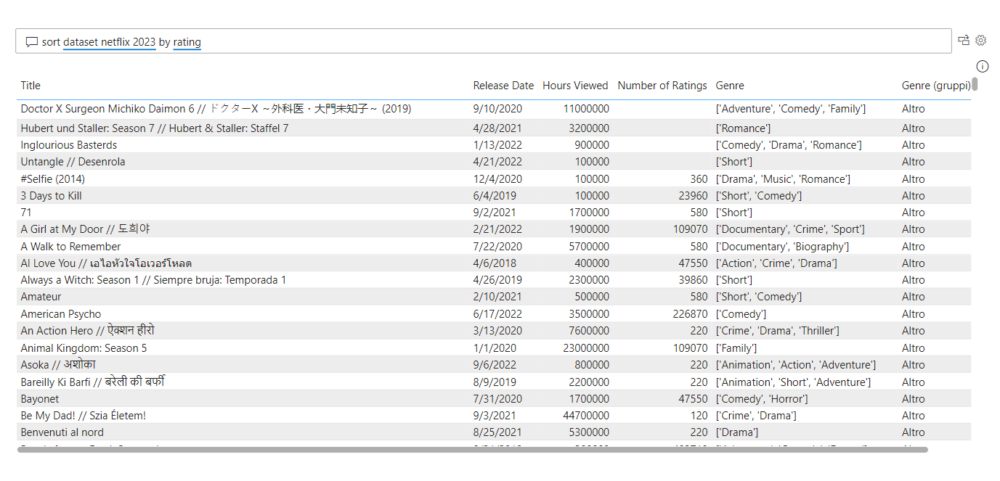 sort dataset netflix 2023 by rating
Title Release Date Hours Viewed Number of Ratings Genre Genre (gruppi)
Doctor X Surgeon Michiko Daimon 6 // ドクターX ～外科医・大門未知子～ (2019) 9/10/2020 11000000 ['Adventure', 'Comedy', 'Family'] Altro
Hubert und Staller: Season 7 // Hubert & Staller: Staffel 7 4/28/2021 3200000 ['Romance'] Altro
Inglourious Basterds 1/13/2022 900000 ['Comedy', 'Drama', 'Romance'] Altro
Untangle // Desenrola 4/21/2022 100000 ['Short'] Altro
#Selfie (2014) 12/4/2020 100000 360 ['Drama', 'Music', 'Romance'] Altro
3 Days to Kill 6/4/2019 100000 23960 ['Short', 'Comedy'] Altro
71 9/2/2021 1700000 580 ['Short'] Altro
A Girl at My Door // 도희야 2/21/2022 1900000 109070 ['Documentary', 'Crime', 'Sport'] Altro
A Walk to Remember 7/22/2020 5700000 580 ['Documentary', 'Biography'] Altro
AI Love You // เอไอหัวใจโอเวอร์โหลด 4/6/2018 400000 47550 ['Action', 'Crime', 'Drama'] Altro
Always a Witch: Season 1 // Siempre bruja: Temporada 1 4/26/2019 2300000 39860 ['Short'] Altro
Amateur 2/10/2021 500000 580 ['Short', 'Comedy'] Altro
American Psycho 6/17/2022 3500000 226870 ['Comedy'] Altro
An Action Hero // ऐक्शन हीरो 3/13/2020 7600000 220 ['Crime', 'Drama', 'Thriller'] Altro
Animal Kingdom: Season 5 1/1/2020 23000000 109070 ['Family'] Altro
Asoka // अशोका 9/6/2022 800000 220 ['Animation', 'Action', 'Adventure'] Altro
Bareilly Ki Barfi // बरेली की बर्फी 8/9/2019 2200000 220 ['Animation', 'Short', 'Adventure'] Altro
Bayonet 7/31/2020 1700000 47550 ['Comedy', 'Horror'] Altro
Be My Dad! // Szia Életem! 9/3/2021 44700000 120 ['Crime', 'Drama'] Altro
Benvenuti al nord 8/25/2021 5300000 220 ['Drama'] Altro